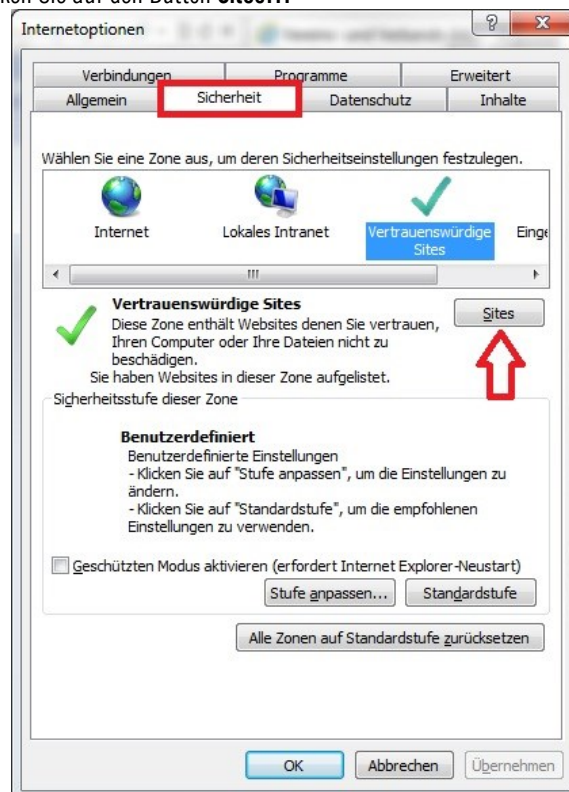 Internetoptionen
Verbindungen Programme Erweitert
Allgemein Sicherheit Datenschutz Inhalte
Wählen Sie eine Zone aus, um deren Sicherheitseinstellungen festzulegen.
Internet Lokales Intranet Vertrauenswürdige Sites Einge
Vertrauenswürdige Sites
Diese Zone enthält Websites denen Sie vertrauen,
Ihren Computer oder Ihre Dateien nicht zu
beschädigen.
Sie haben Websites in dieser Zone aufgelistet.
Sites
Sicherheitsstufe dieser Zone
Benutzerdefiniert
Benutzerdefinierte Einstellungen
- Klicken Sie auf "Stufe anpassen", um die Einstellungen zu
ändern.
- Klicken Sie auf "Standardstufe", um die empfohlenen
Einstellungen zu verwenden.
Geschützten Modus aktivieren (erfordert Internet Explorer-Neustart)
Stufe anpassen... Standardstufe
Alle Zonen auf Standardstufe zurücksetzen
OK Abbrechen Übernehmen